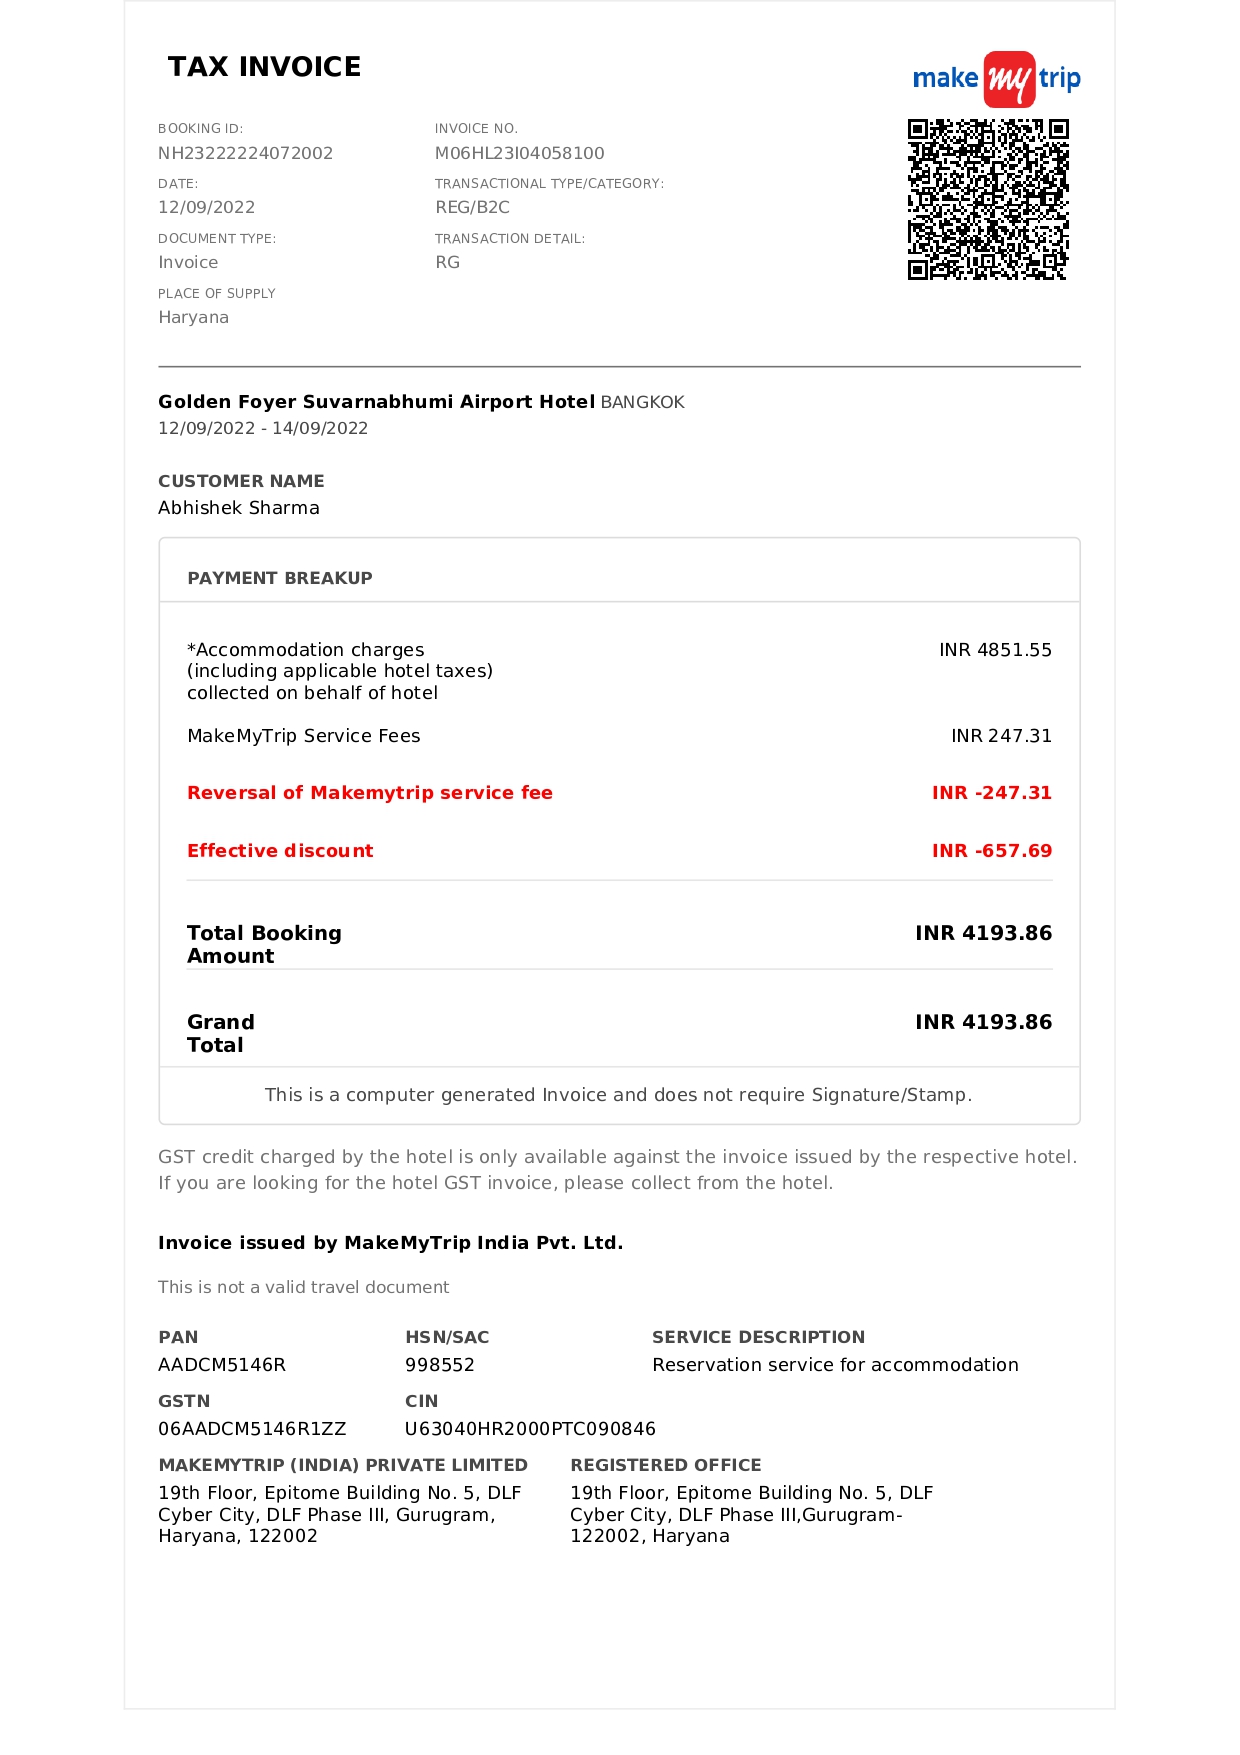 TAX INVOICE
make my trip
BOOKING ID:
NH23222224072002
INVOICE NO.
M06HL23I04058100
DATE:
12/09/2022
TRANSACTIONAL TYPE/CATEGORY:
REG/B2C
DOCUMENT TYPE:
Invoice
TRANSACTION DETAIL:
RG
PLACE OF SUPPLY
Haryana
Golden Foyer Suvarnabhumi Airport Hotel BANGKOK
12/09/2022 - 14/09/2022
CUSTOMER NAME
Abhishek Sharma
PAYMENT BREAKUP
*Accommodation charges INR 4851.55
(including applicable hotel taxes)
collected on behalf of hotel
MakeMyTrip Service Fees INR 247.31
Reversal of Makemytrip service fee INR -247.31
Effective discount INR -657.69
Total Booking INR 4193.86
Amount
Grand INR 4193.86
Total
This is a computer generated Invoice and does not require Signature/Stamp.
GST credit charged by the hotel is only available against the invoice issued by the respective hotel.
If you are looking for the hotel GST invoice, please collect from the hotel.
Invoice issued by MakeMyTrip India Pvt. Ltd.
This is not a valid travel document
PAN
AADCM5146R
HSN/SAC
998552
SERVICE DESCRIPTION
Reservation service for accommodation
GSTN
06AADCM5146R1ZZ
CIN
U63040HR2000PTC090846
MAKEMYTRIP (INDIA) PRIVATE LIMITED
19th Floor, Epitome Building No. 5, DLF
Cyber City, DLF Phase III, Gurugram,
Haryana, 122002
REGISTERED OFFICE
19th Floor, Epitome Building No. 5, DLF
Cyber City, DLF Phase III,Gurugram-
122002, Haryana